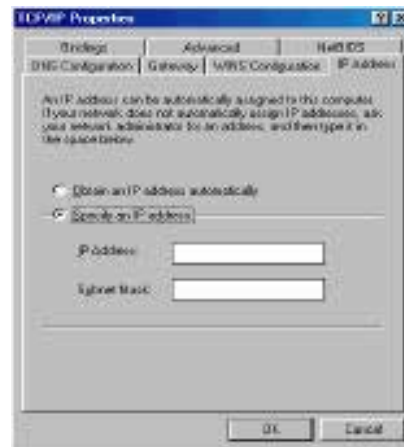 TCP/IP Properties
Bindings Advanced NetBIOS
DNS Configuration Gateway WINS Configuration IP Address
An IP address can be automatically assigned to this computer.
If your network does not automatically assign IP addresses, ask
your network administrator for an address, and then type it in
the space below.
Obtain an IP address automatically
Specify an IP address:
IP Address:
Subnet Mask:
OK Cancel